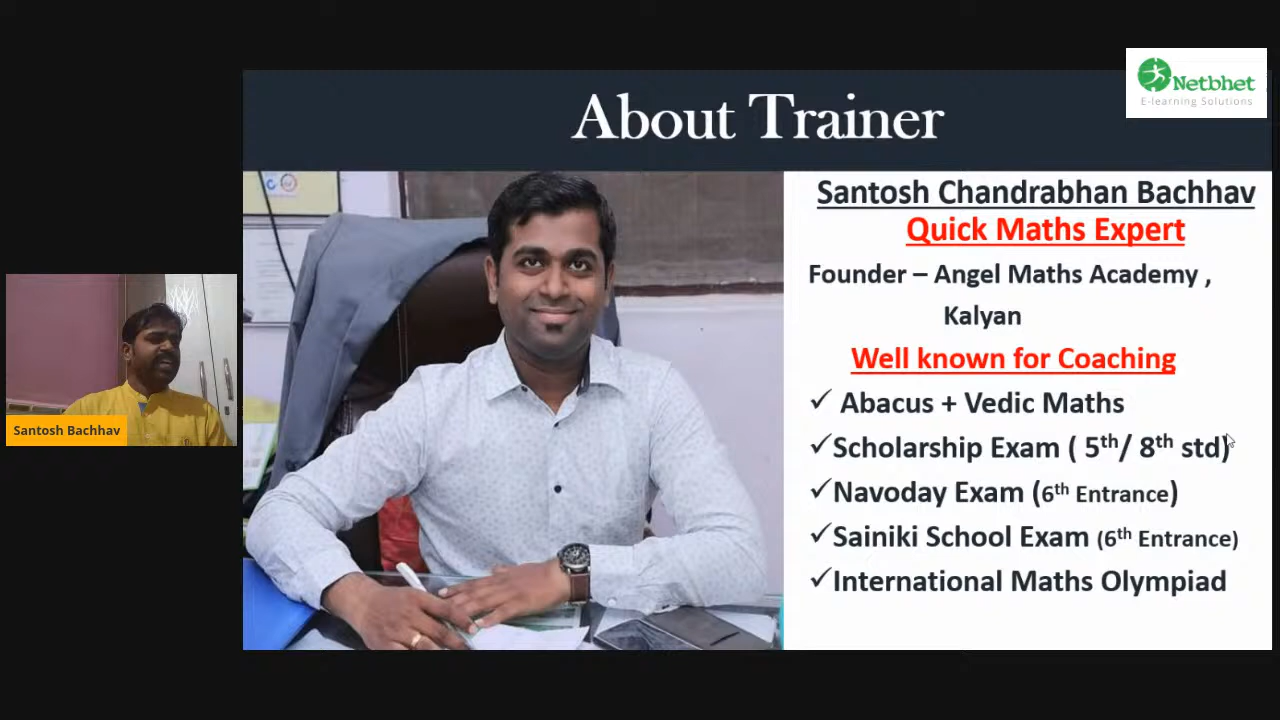 About Trainer
Netbhet
E-learning Solutions
Santosh Chandrabhan Bachhav
Quick Maths Expert
Founder – Angel Maths Academy ,
Kalyan
Well known for Coaching
✓ Abacus + Vedic Maths
✓Scholarship Exam ( 5th/ 8th std)
✓Navoday Exam (6th Entrance)
✓Sainiki School Exam (6th Entrance)
✓International Maths Olympiad
Santosh Bachhav